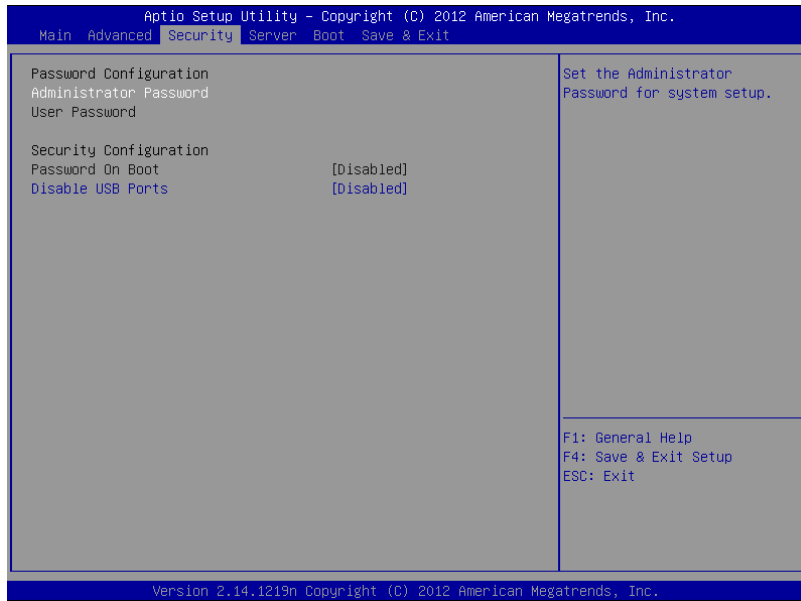 Aptio Setup Utility – Copyright (C) 2012 American Megatrends, Inc.
Main Advanced Security Server Boot Save & Exit
Password Configuration
Administrator Password
User Password
Security Configuration
Password On Boot [Disabled]
Disable USB Ports [Disabled]
Set the Administrator
Password for system setup.
F1: General Help
F4: Save & Exit Setup
ESC: Exit
Version 2.14.1219n Copyright (C) 2012 American Megatrends, Inc.